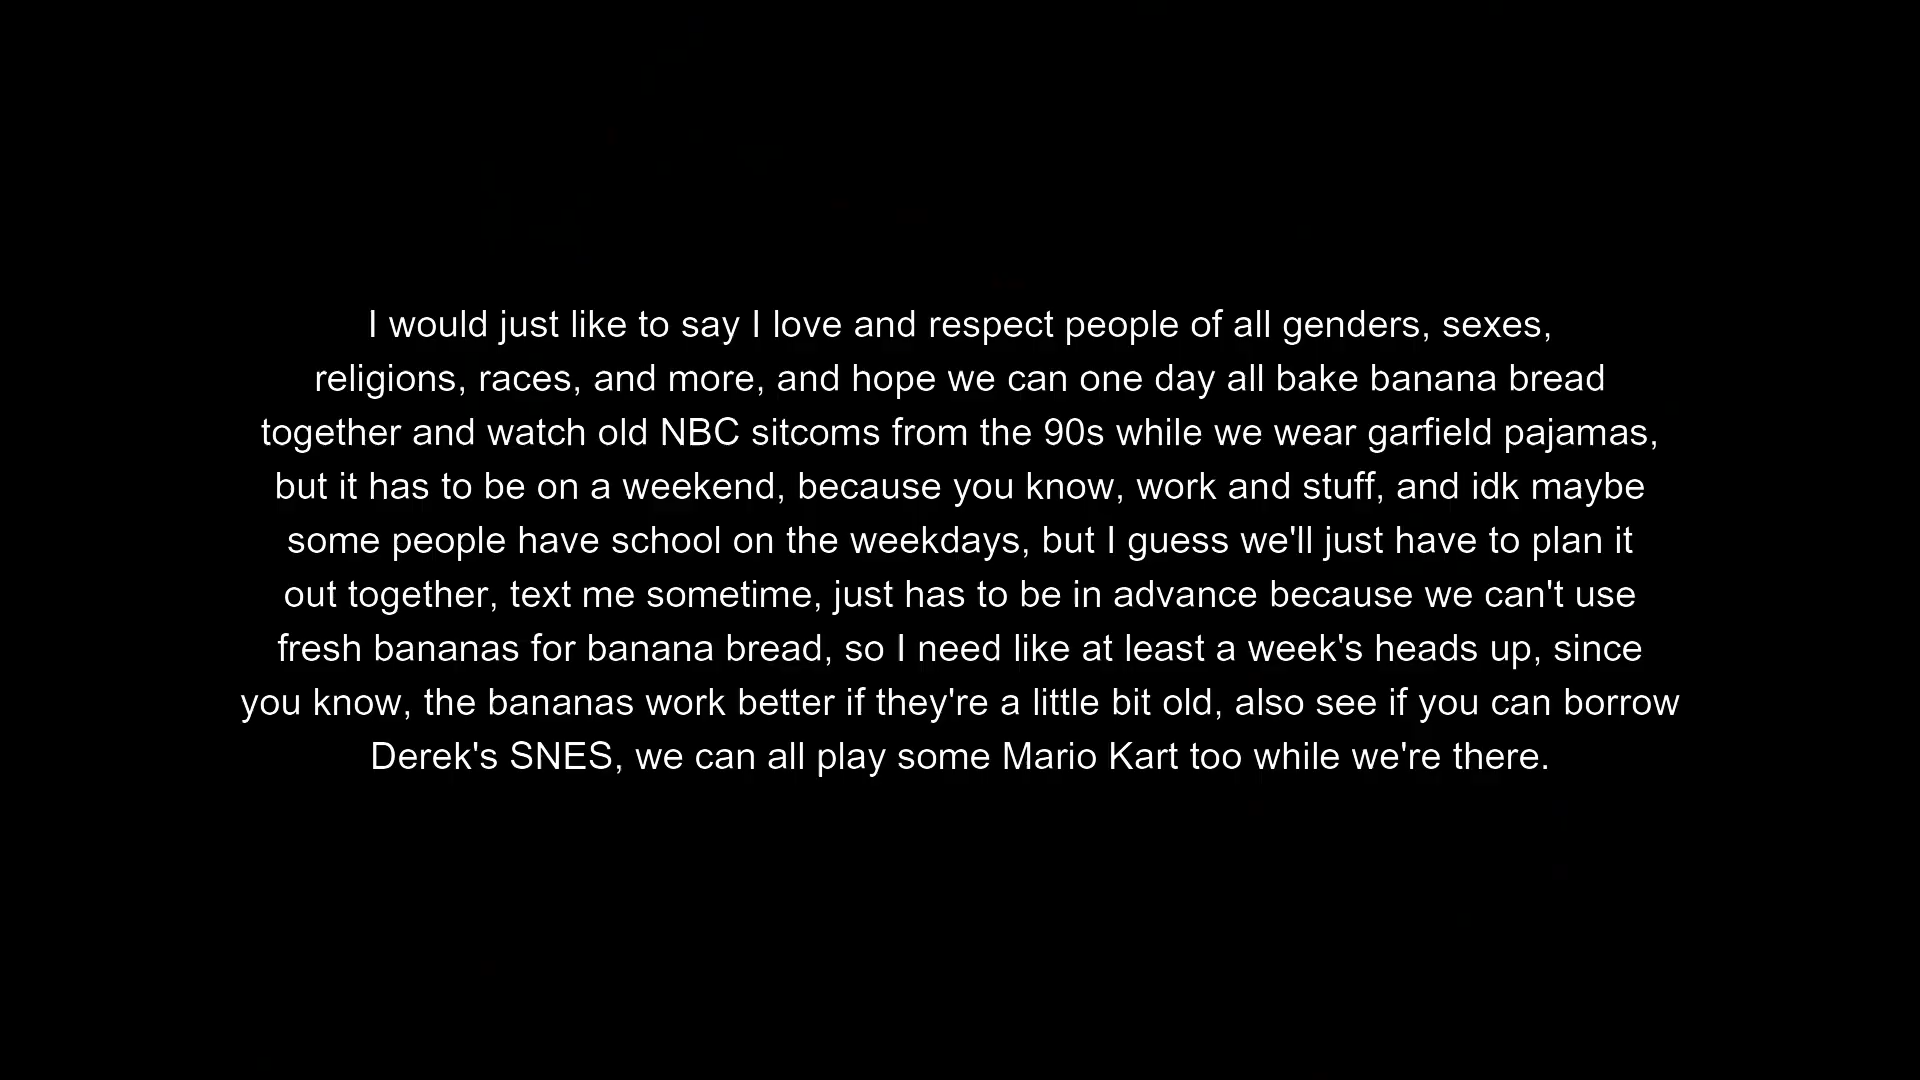 I would just like to say I love and respect people of all genders, sexes,
religions, races, and more, and hope we can one day all bake banana bread
together and watch old NBC sitcoms from the 90s while we wear garfield pajamas,
but it has to be on a weekend, because you know, work and stuff, and idk maybe
some people have school on the weekdays, but I guess we'll just have to plan it
out together, text me sometime, just has to be in advance because we can't use
fresh bananas for banana bread, so I need like at least a week's heads up, since
you know, the bananas work better if they're a little bit old, also see if you can borrow
Derek's SNES, we can all play some Mario Kart too while we're there.